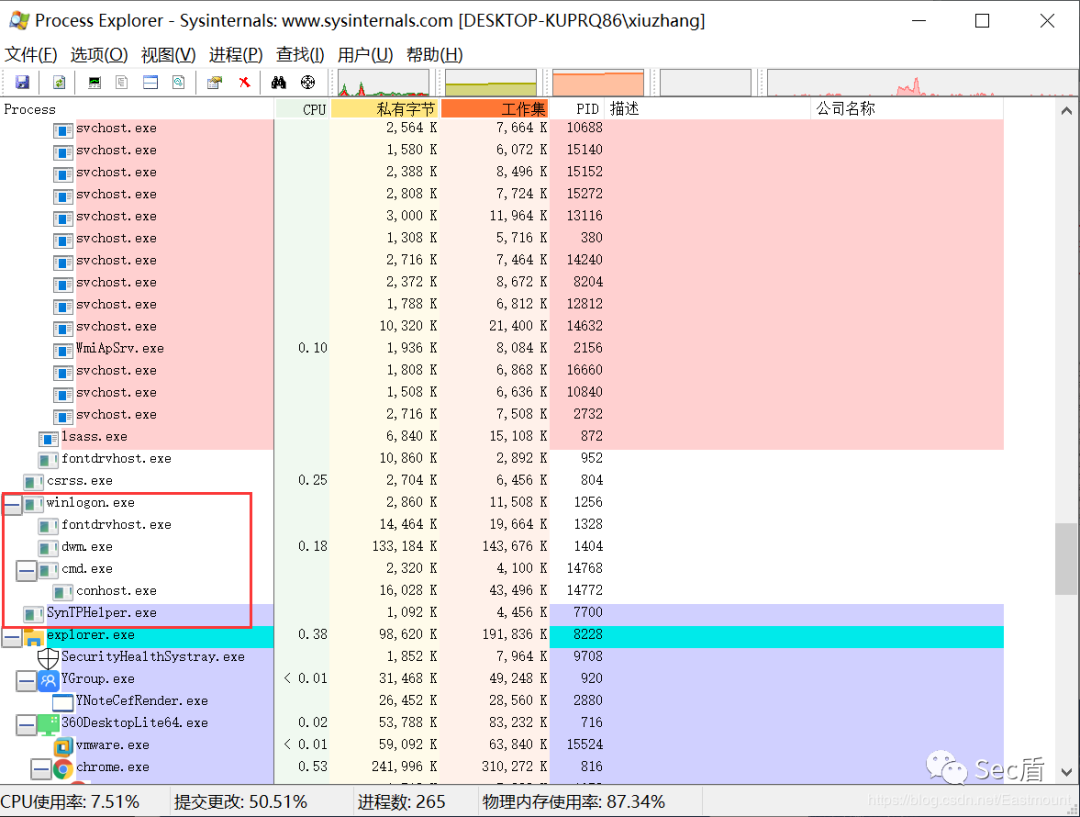 Process Explorer - Sysinternals: www.sysinternals.com [DESKTOP-KUPRQ86\xiuzhang]
文件(F) 选项(O) 视图(V) 进程(P) 查找(I) 用户(U) 帮助(H)
Process CPU 私有字节 工作集 PID 描述 公司名称
svchost.exe 2,564 K 7,664 K 10688
svchost.exe 1,580 K 6,072 K 15140
svchost.exe 2,388 K 8,496 K 15152
svchost.exe 2,808 K 7,724 K 15272
svchost.exe 3,000 K 11,964 K 13116
svchost.exe 1,308 K 5,716 K 380
svchost.exe 2,716 K 7,464 K 14240
svchost.exe 2,372 K 8,672 K 8204
svchost.exe 1,788 K 6,812 K 12812
svchost.exe 10,320 K 21,400 K 14632
WmiApSrv.exe 0.10 1,936 K 8,084 K 2156
svchost.exe 1,808 K 6,868 K 16660
svchost.exe 1,508 K 6,636 K 10840
svchost.exe 2,716 K 7,508 K 2732
lsass.exe 6,840 K 15,108 K 872
fontdrvhost.exe 10,860 K 2,892 K 952
csrss.exe 0.25 2,704 K 6,456 K 804
winlogon.exe 2,860 K 11,508 K 1256
fontdrvhost.exe 14,464 K 19,664 K 1328
dwm.exe 0.18 133,184 K 143,676 K 1404
cmd.exe 2,320 K 4,100 K 14768
conhost.exe 16,028 K 43,496 K 14772
SynTPHelper.exe 1,092 K 4,456 K 7700
explorer.exe 0.38 98,620 K 191,836 K 8228
SecurityHealthSystray.exe 1,852 K 7,964 K 9708
YGroup.exe < 0.01 31,468 K 49,248 K 920
YNoteCefRender.exe 26,452 K 28,560 K 2880
360DesktopLite64.exe 0.02 53,788 K 83,232 K 716
vmware.exe < 0.01 59,092 K 63,840 K 15524
chrome.exe 0.53 241,996 K 310,272 K 816
Sec盾
CPU使用率: 7.51% 提交更改: 50.51% 进程数: 265 物理内存使用率: 87.34%
https://blog.csdn.net/Eastmount